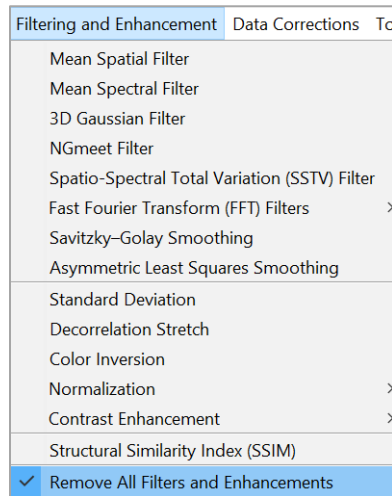 Filtering and Enhancement Data Corrections To
Mean Spatial Filter
Mean Spectral Filter
3D Gaussian Filter
NGmeet Filter
Spatio-Spectral Total Variation (SSTV) Filter
Fast Fourier Transform (FFT) Filters
Savitzky–Golay Smoothing
Asymmetric Least Squares Smoothing
Standard Deviation
Decorrelation Stretch
Color Inversion
Normalization
Contrast Enhancement
Structural Similarity Index (SSIM)
Remove All Filters and Enhancements